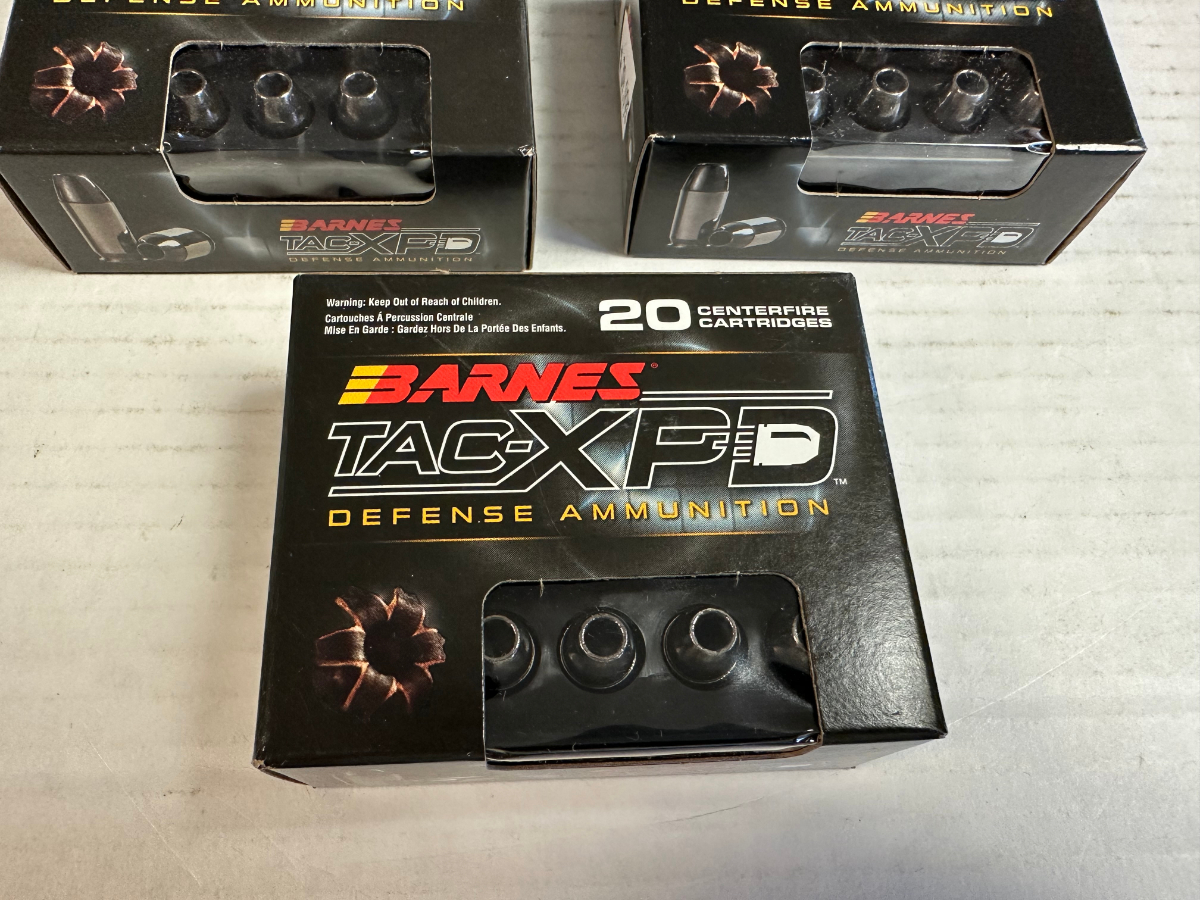 DEFENSE AMMUNITION
BARNES
TAC-XPD
DEFENSE AMMUNITION
DEFENSE AMMUNITION
BARNES
TAC-XPD
DEFENSE AMMUNITION
Warning: Keep Out of Reach of Children.
Cartouches Á Percussion Centrale
Mise En Garde : Gardez Hors De La Portée Des Enfants.
20 CENTERFIRE
CARTRIDGES
BARNES®
TAC-XPD™
DEFENSE AMMUNITION